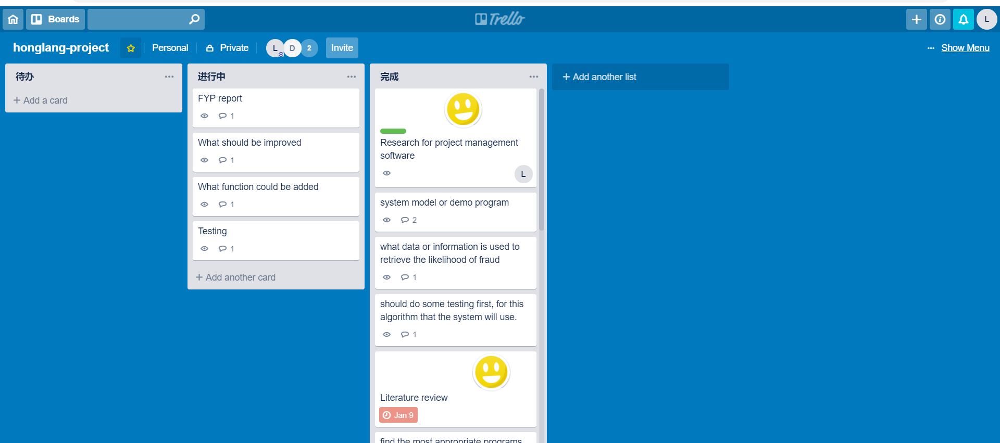 Boards
Trello
L
honglang-project
Personal
Private
L
D
2
Invite
... Show Menu
待办
...
+ Add a card
进行中
...
FYP report
1
What should be improved
1
What function could be added
1
Testing
1
+ Add another card
完成
...
Research for project management
software
L
system model or demo program
2
what data or information is used to
retrieve the likelihood of fraud
1
should do some testing first, for this
algorithm that the system will use.
1
Literature review
Jan 9
find the most appropriate programs
+ Add another list